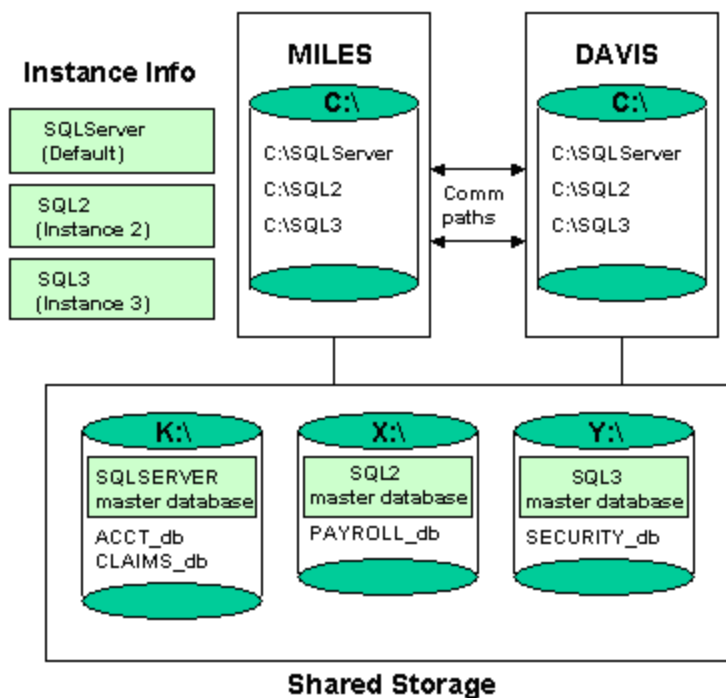 Instance Info
SQLServer
(Default)
SQL2
(Instance 2)
SQL3
(Instance 3)
MILES
C:\
C:\SQLServer
C:\SQL2
C:\SQL3
Comm
paths
DAVIS
C:\
C:\SQLServer
C:\SQL2
C:\SQL3
K:\
SQLSERVER
master database
ACCT_db
CLAIMS_db
X:\
SQL2
master database
PAYROLL_db
Y:\
SQL3
master database
SECURITY_db
Shared Storage